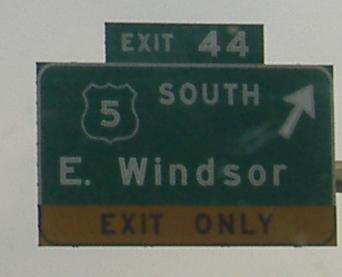 EXIT 44
5 SOUTH
E. Windsor
EXIT ONLY